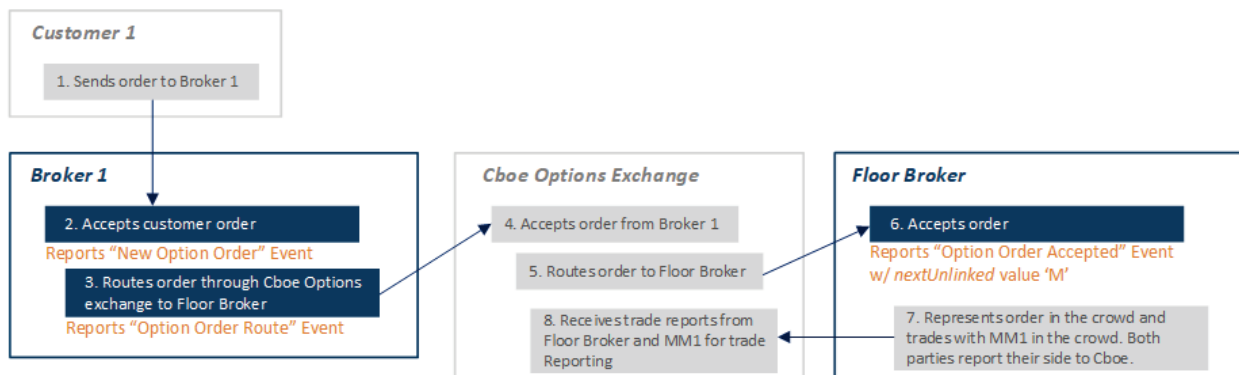 Customer 1
1. Sends order to Broker 1
Broker 1
2. Accepts customer order
Reports “New Option Order” Event
3. Routes order through Cboe Options
exchange to Floor Broker
Reports “Option Order Route” Event
Cboe Options Exchange
4. Accepts order from Broker 1
5. Routes order to Floor Broker
8. Receives trade reports from
Floor Broker and MM1 for trade
Reporting
Floor Broker
6. Accepts order
Reports “Option Order Accepted” Event
w/ nextUnlinked value ‘M’
7. Represents order in the crowd and
trades with MM1 in the crowd. Both
parties report their side to Cboe.